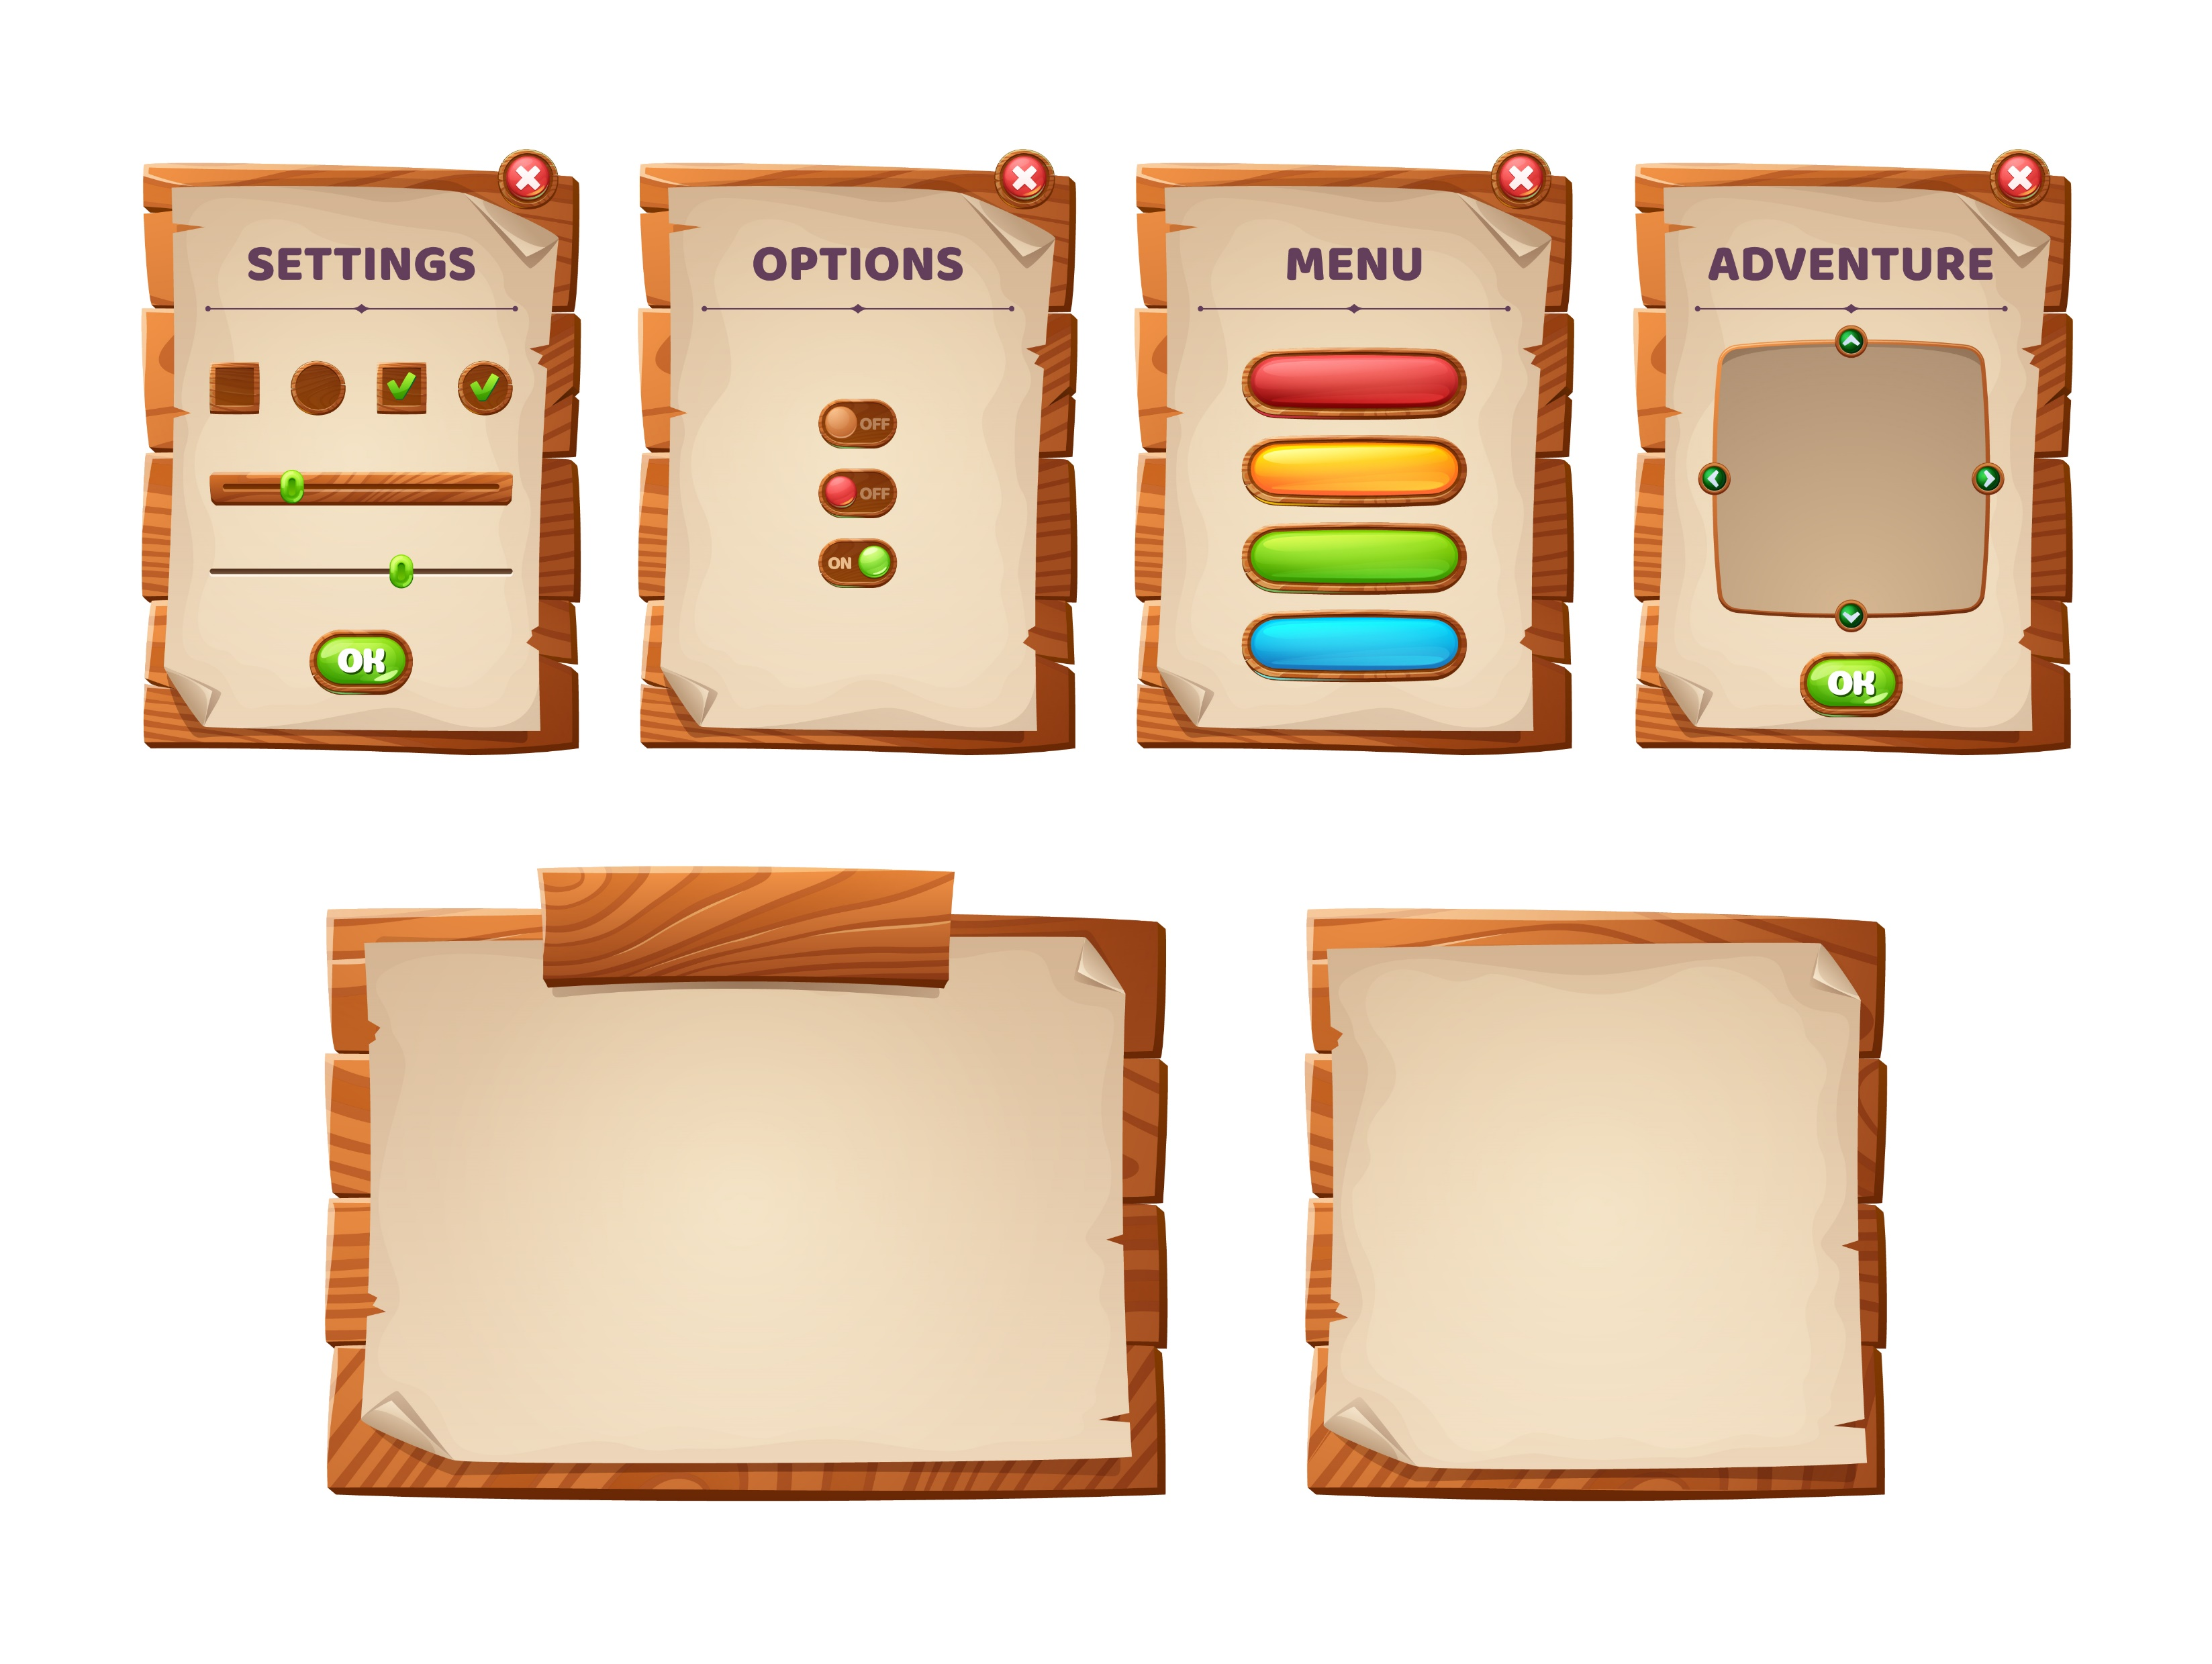 SETTINGS
OK
OPTIONS
OFF
OFF
ON
MENU
ADVENTURE
OK